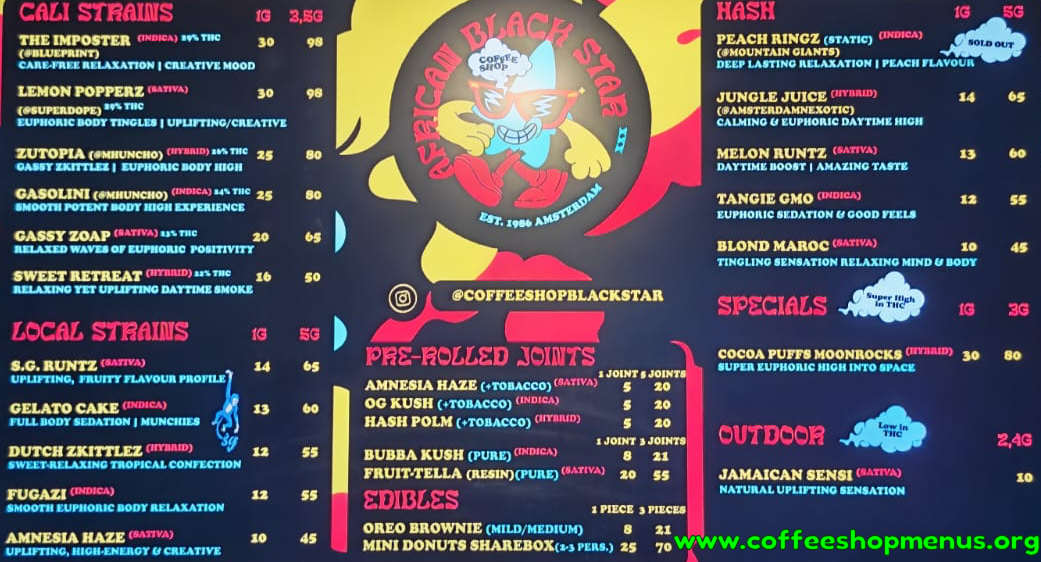 CALI STRAINS 1G 3,5G
THE IMPOSTER (INDICA) 29% THC 30 98
(@BLUEPRINT)
CARE-FREE RELAXATION | CREATIVE MOOD
LEMON POPPERZ (SATIVA) 30 98
(@SUPERDOPE) 29% THC
EUPHORIC BODY TINGLES | UPLIFTING/CREATIVE
ZUTOPIA (@MHUNCHO) (HYBRID) 26% THC 25 80
GASSY ZKITTLEZ | EUPHORIC BODY HIGH
GASOLINI (@MHUNCHO) (INDICA) 24% THC 25 80
SMOOTH POTENT BODY HIGH EXPERIENCE
GASSY ZOAP (SATIVA) 23% THC 20 65
RELAXED WAVES OF EUPHORIC POSITIVITY
SWEET RETREAT (HYBRID) 22% THC 16 50
RELAXING YET UPLIFTING DAYTIME SMOKE
LOCAL STRAINS 1G 5G
S.G. RUNTZ (SATIVA) 14 65
UPLIFTING, FRUITY FLAVOUR PROFILE
GELATO CAKE (INDICA) 13 60
FULL BODY SEDATION | MUNCHIES
SG
DUTCH ZKITTLEZ (HYBRID) 12 55
SWEET-RELAXING TROPICAL CONFECTION
FUGAZI (INDICA) 12 55
SMOOTH EUPHORIC BODY RELAXATION
AMNESIA HAZE (SATIVA) 10 45
UPLIFTING, HIGH-ENERGY & CREATIVE
AFRICAN BLACK STAR
COFFEE
SHOP
XXX
EST. 1986 AMSTERDAM
@COFFEESHOPBLACKSTAR
PRE-ROLLED JOINTS
1 JOINT 5 JOINTS
AMNESIA HAZE (+TOBACCO) (SATIVA) 5 20
OG KUSH (+TOBACCO) (INDICA) 5 20
HASH POLM (+TOBACCO) (HYBRID) 5 20
1 JOINT 3 JOINTS
BUBBA KUSH (PURE) (INDICA) 8 21
FRUIT-TELLA (RESIN)(PURE) (SATIVA) 20 55
EDIBLES
1 PIECE 3 PIECES
OREO BROWNIE (MILD/MEDIUM) 8 21
MINI DONUTS SHAREBOX(2-3 PERS.) 25 70
HASH 1G 5G
PEACH RINGZ (STATIC) (INDICA) SOLD OUT
(@MOUNTAIN GIANTS)
DEEP LASTING RELAXATION | PEACH FLAVOUR
JUNGLE JUICE (HYBRID) 14 65
(@AMSTERDAMNEXOTIC)
CALMING & EUPHORIC DAYTIME HIGH
MELON RUNTZ (SATIVA) 13 60
DAYTIME BOOST | AMAZING TASTE
TANGIE GMO (INDICA) 12 55
EUPHORIC SEDATION & GOOD FEELS
BLOND MAROC (SATIVA) 10 45
TINGLING SENSATION RELAXING MIND & BODY
SPECIALS 1G 3G
Super High
in THC
COCOA PUFFS MOONROCKS (HYBRID) 30 80
SUPER EUPHORIC HIGH INTO SPACE
OUTDOOR 2,4G
Low in
THC
JAMAICAN SENSI (SATIVA) 10
NATURAL UPLIFTING SENSATION
www.coffeeshopmenus.org